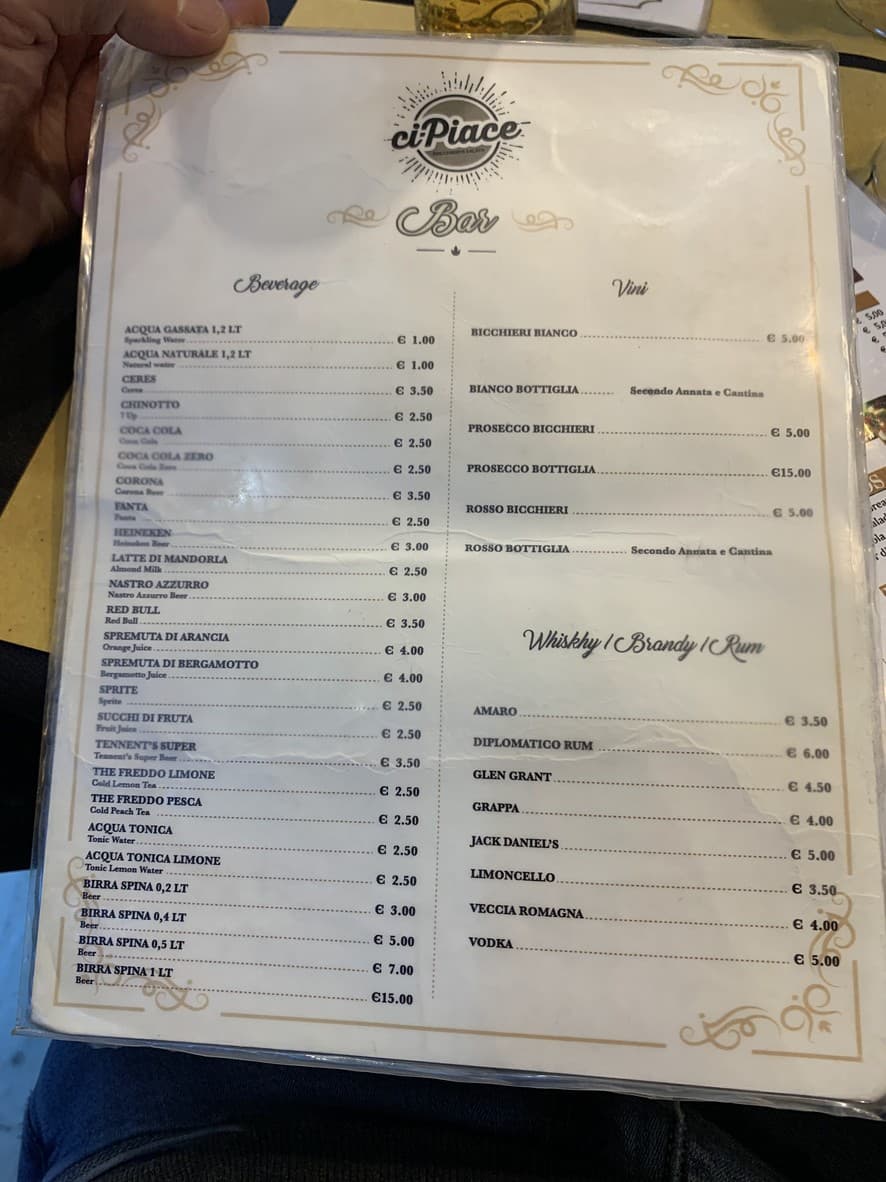 ci Piace
Bar
Beverage
ACQUA GASSATA 1,2 LT
Sparkling Water € 1.00
ACQUA NATURALE 1,2 LT
Natural water € 1.00
CERES
Ceres € 3.50
CHINOTTO
7 Up € 2.50
COCA COLA
Coca Cola € 2.50
COCA COLA ZERO
Coca Cola Zero € 2.50
CORONA
Corona Beer € 3.50
FANTA
Fanta € 2.50
HEINEKEN
Heineken Beer € 3.00
LATTE DI MANDORLA
Almond Milk € 2.50
NASTRO AZZURRO
Nastro Azzurro Beer € 3.00
RED BULL
Red Bull € 3.50
SPREMUTA DI ARANCIA
Orange Juice € 4.00
SPREMUTA DI BERGAMOTTO
Bergamotto Juice € 4.00
SPRITE
Sprite € 2.50
SUCCHI DI FRUTA
Fruit Juice € 2.50
TENNENT'S SUPER
Tennent's Super Beer € 3.50
THE FREDDO LIMONE
Cold Lemon Tea € 2.50
THE FREDDO PESCA
Cold Peach Tea € 2.50
ACQUA TONICA
Tonic Water € 2.50
ACQUA TONICA LIMONE
Tonic Lemon Water € 2.50
BIRRA SPINA 0,2 LT
Beer € 3.00
BIRRA SPINA 0,4 LT
Beer € 5.00
BIRRA SPINA 0,5 LT
Beer € 7.00
BIRRA SPINA 1 LT
Beer €15.00
Vini
BICCHIERI BIANCO € 5.00
BIANCO BOTTIGLIA Secondo Annata e Cantina
PROSECCO BICCHIERI € 5.00
PROSECCO BOTTIGLIA €15.00
ROSSO BICCHIERI € 5.00
ROSSO BOTTIGLIA Secondo Annata e Cantina
Whiskhy / Brandy / Rum
AMARO € 3.50
DIPLOMATICO RUM € 6.00
GLEN GRANT € 4.50
GRAPPA € 4.00
JACK DANIEL'S € 5.00
LIMONCELLO € 3.50
VECCIA ROMAGNA € 4.00
VODKA € 5.00
€ 5,00